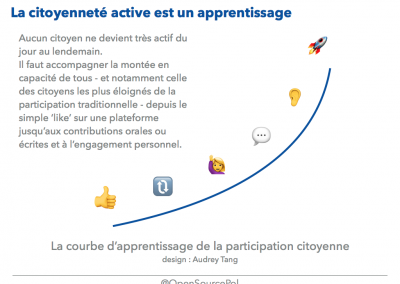 La citoyenneté active est un apprentissage
Aucun citoyen ne devient très actif du
jour au lendemain.
Il faut accompagner la montée en
capacité de tous - et notamment celle
des citoyens les plus éloignés de la
participation traditionnelle - depuis le
simple ‘like’ sur une plateforme
jusqu’aux contributions orales ou
écrites et à l’engagement personnel.
La courbe d’apprentissage de la participation citoyenne
design : Audrey Tang
@OpenSourcePol